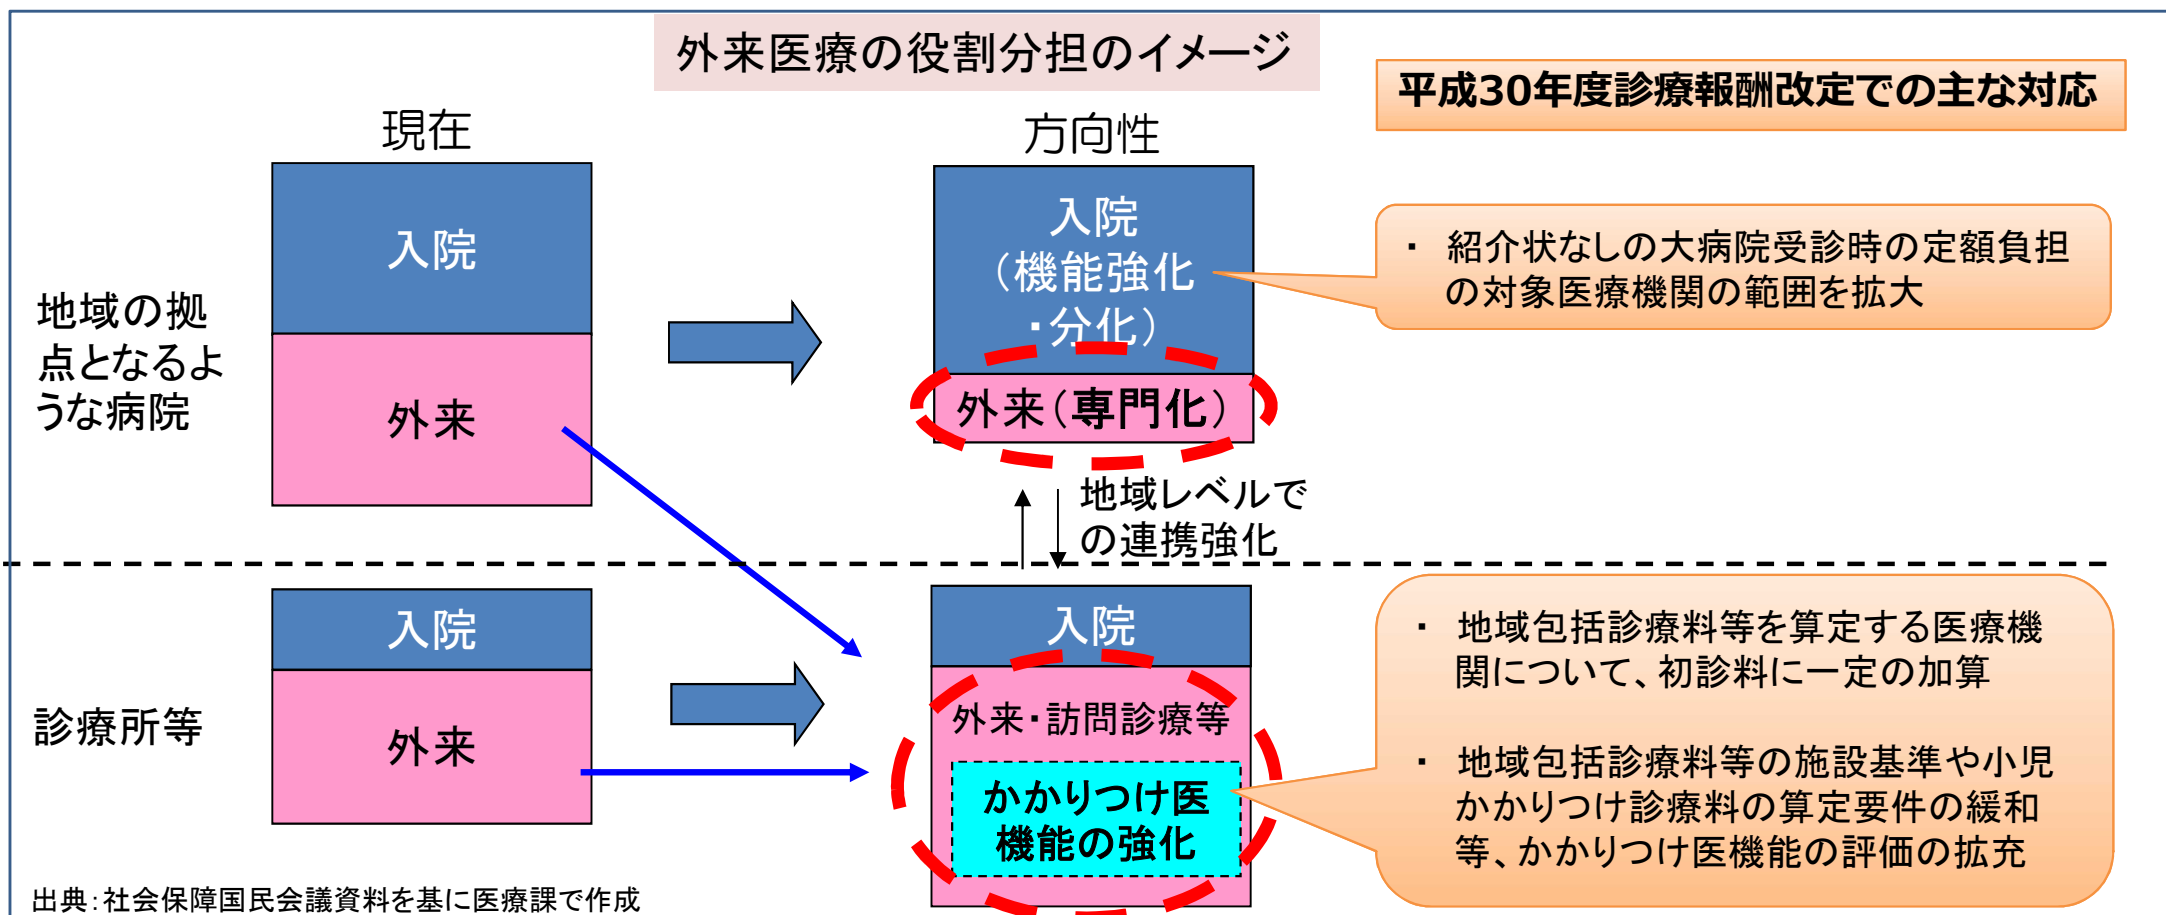 外来医療の役割分担のイメージ
平成30年度診療報酬改定での主な対応
現在
方向性
地域の拠
点となるよ
うな病院
入院
外来
入院
（機能強化
・分化）
外来（専門化）
・ 紹介状なしの大病院受診時の定額負担
の対象医療機関の範囲を拡大
地域レベルで
の連携強化
診療所等
入院
外来
入院
外来・訪問診療等
かかりつけ医
機能の強化
・ 地域包括診療料等を算定する医療機
関について、初診料に一定の加算
・ 地域包括診療料等の施設基準や小児
かかりつけ診療料の算定要件の緩和
等、かかりつけ医機能の評価の拡充
出典：社会保障国民会議資料を基に医療課で作成